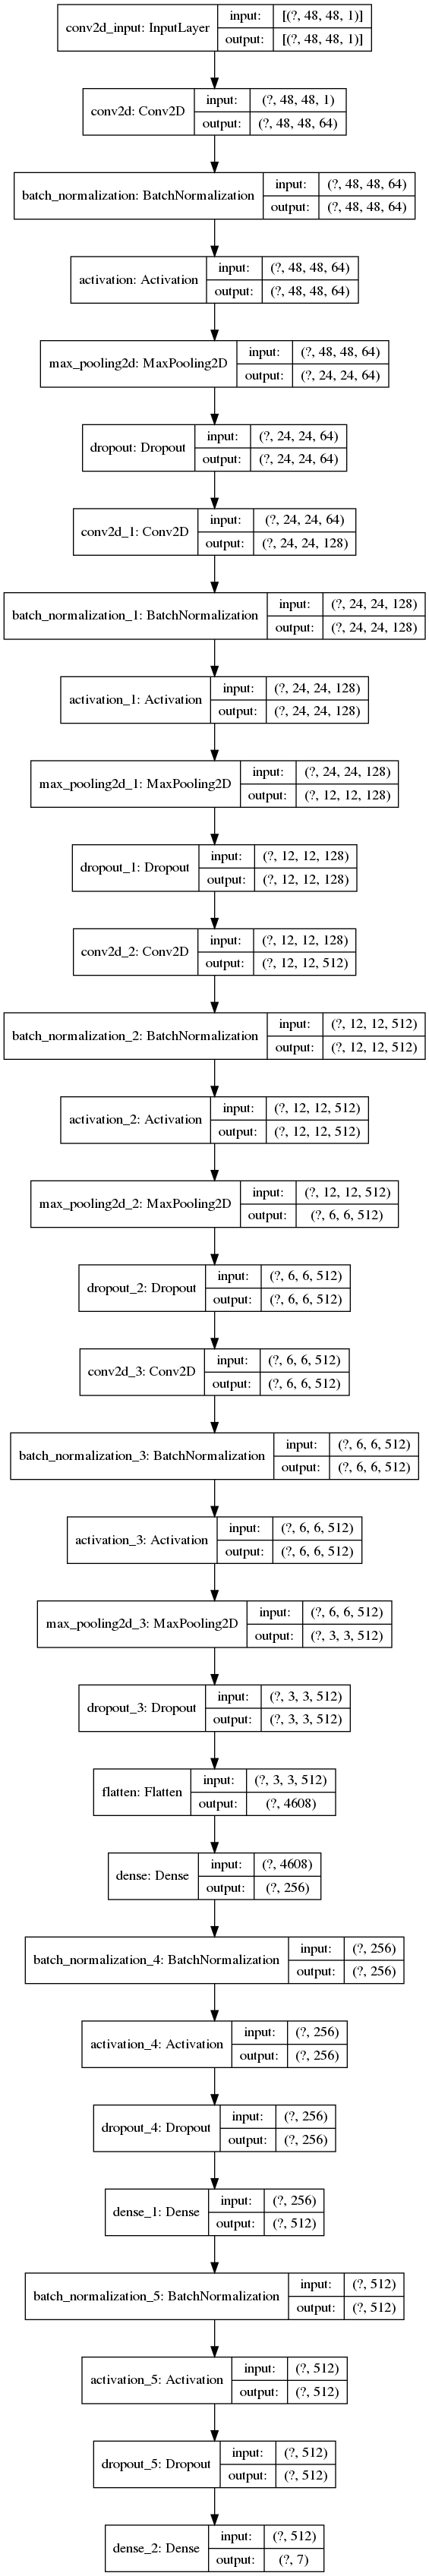 conv2d_input: InputLayer input: [(?, 48, 48, 1)]
output: [(?, 48, 48, 1)]
conv2d: Conv2D input: (?, 48, 48, 1)
output: (?, 48, 48, 64)
batch_normalization: BatchNormalization input: (?, 48, 48, 64)
output: (?, 48, 48, 64)
activation: Activation input: (?, 48, 48, 64)
output: (?, 48, 48, 64)
max_pooling2d: MaxPooling2D input: (?, 48, 48, 64)
output: (?, 24, 24, 64)
dropout: Dropout input: (?, 24, 24, 64)
output: (?, 24, 24, 64)
conv2d_1: Conv2D input: (?, 24, 24, 64)
output: (?, 24, 24, 128)
batch_normalization_1: BatchNormalization input: (?, 24, 24, 128)
output: (?, 24, 24, 128)
activation_1: Activation input: (?, 24, 24, 128)
output: (?, 24, 24, 128)
max_pooling2d_1: MaxPooling2D input: (?, 24, 24, 128)
output: (?, 12, 12, 128)
dropout_1: Dropout input: (?, 12, 12, 128)
output: (?, 12, 12, 128)
conv2d_2: Conv2D input: (?, 12, 12, 128)
output: (?, 12, 12, 512)
batch_normalization_2: BatchNormalization input: (?, 12, 12, 512)
output: (?, 12, 12, 512)
activation_2: Activation input: (?, 12, 12, 512)
output: (?, 12, 12, 512)
max_pooling2d_2: MaxPooling2D input: (?, 12, 12, 512)
output: (?, 6, 6, 512)
dropout_2: Dropout input: (?, 6, 6, 512)
output: (?, 6, 6, 512)
conv2d_3: Conv2D input: (?, 6, 6, 512)
output: (?, 6, 6, 512)
batch_normalization_3: BatchNormalization input: (?, 6, 6, 512)
output: (?, 6, 6, 512)
activation_3: Activation input: (?, 6, 6, 512)
output: (?, 6, 6, 512)
max_pooling2d_3: MaxPooling2D input: (?, 6, 6, 512)
output: (?, 3, 3, 512)
dropout_3: Dropout input: (?, 3, 3, 512)
output: (?, 3, 3, 512)
flatten: Flatten input: (?, 3, 3, 512)
output: (?, 4608)
dense: Dense input: (?, 4608)
output: (?, 256)
batch_normalization_4: BatchNormalization input: (?, 256)
output: (?, 256)
activation_4: Activation input: (?, 256)
output: (?, 256)
dropout_4: Dropout input: (?, 256)
output: (?, 256)
dense_1: Dense input: (?, 256)
output: (?, 512)
batch_normalization_5: BatchNormalization input: (?, 512)
output: (?, 512)
activation_5: Activation input: (?, 512)
output: (?, 512)
dropout_5: Dropout input: (?, 512)
output: (?, 512)
dense_2: Dense input: (?, 512)
output: (?, 7)